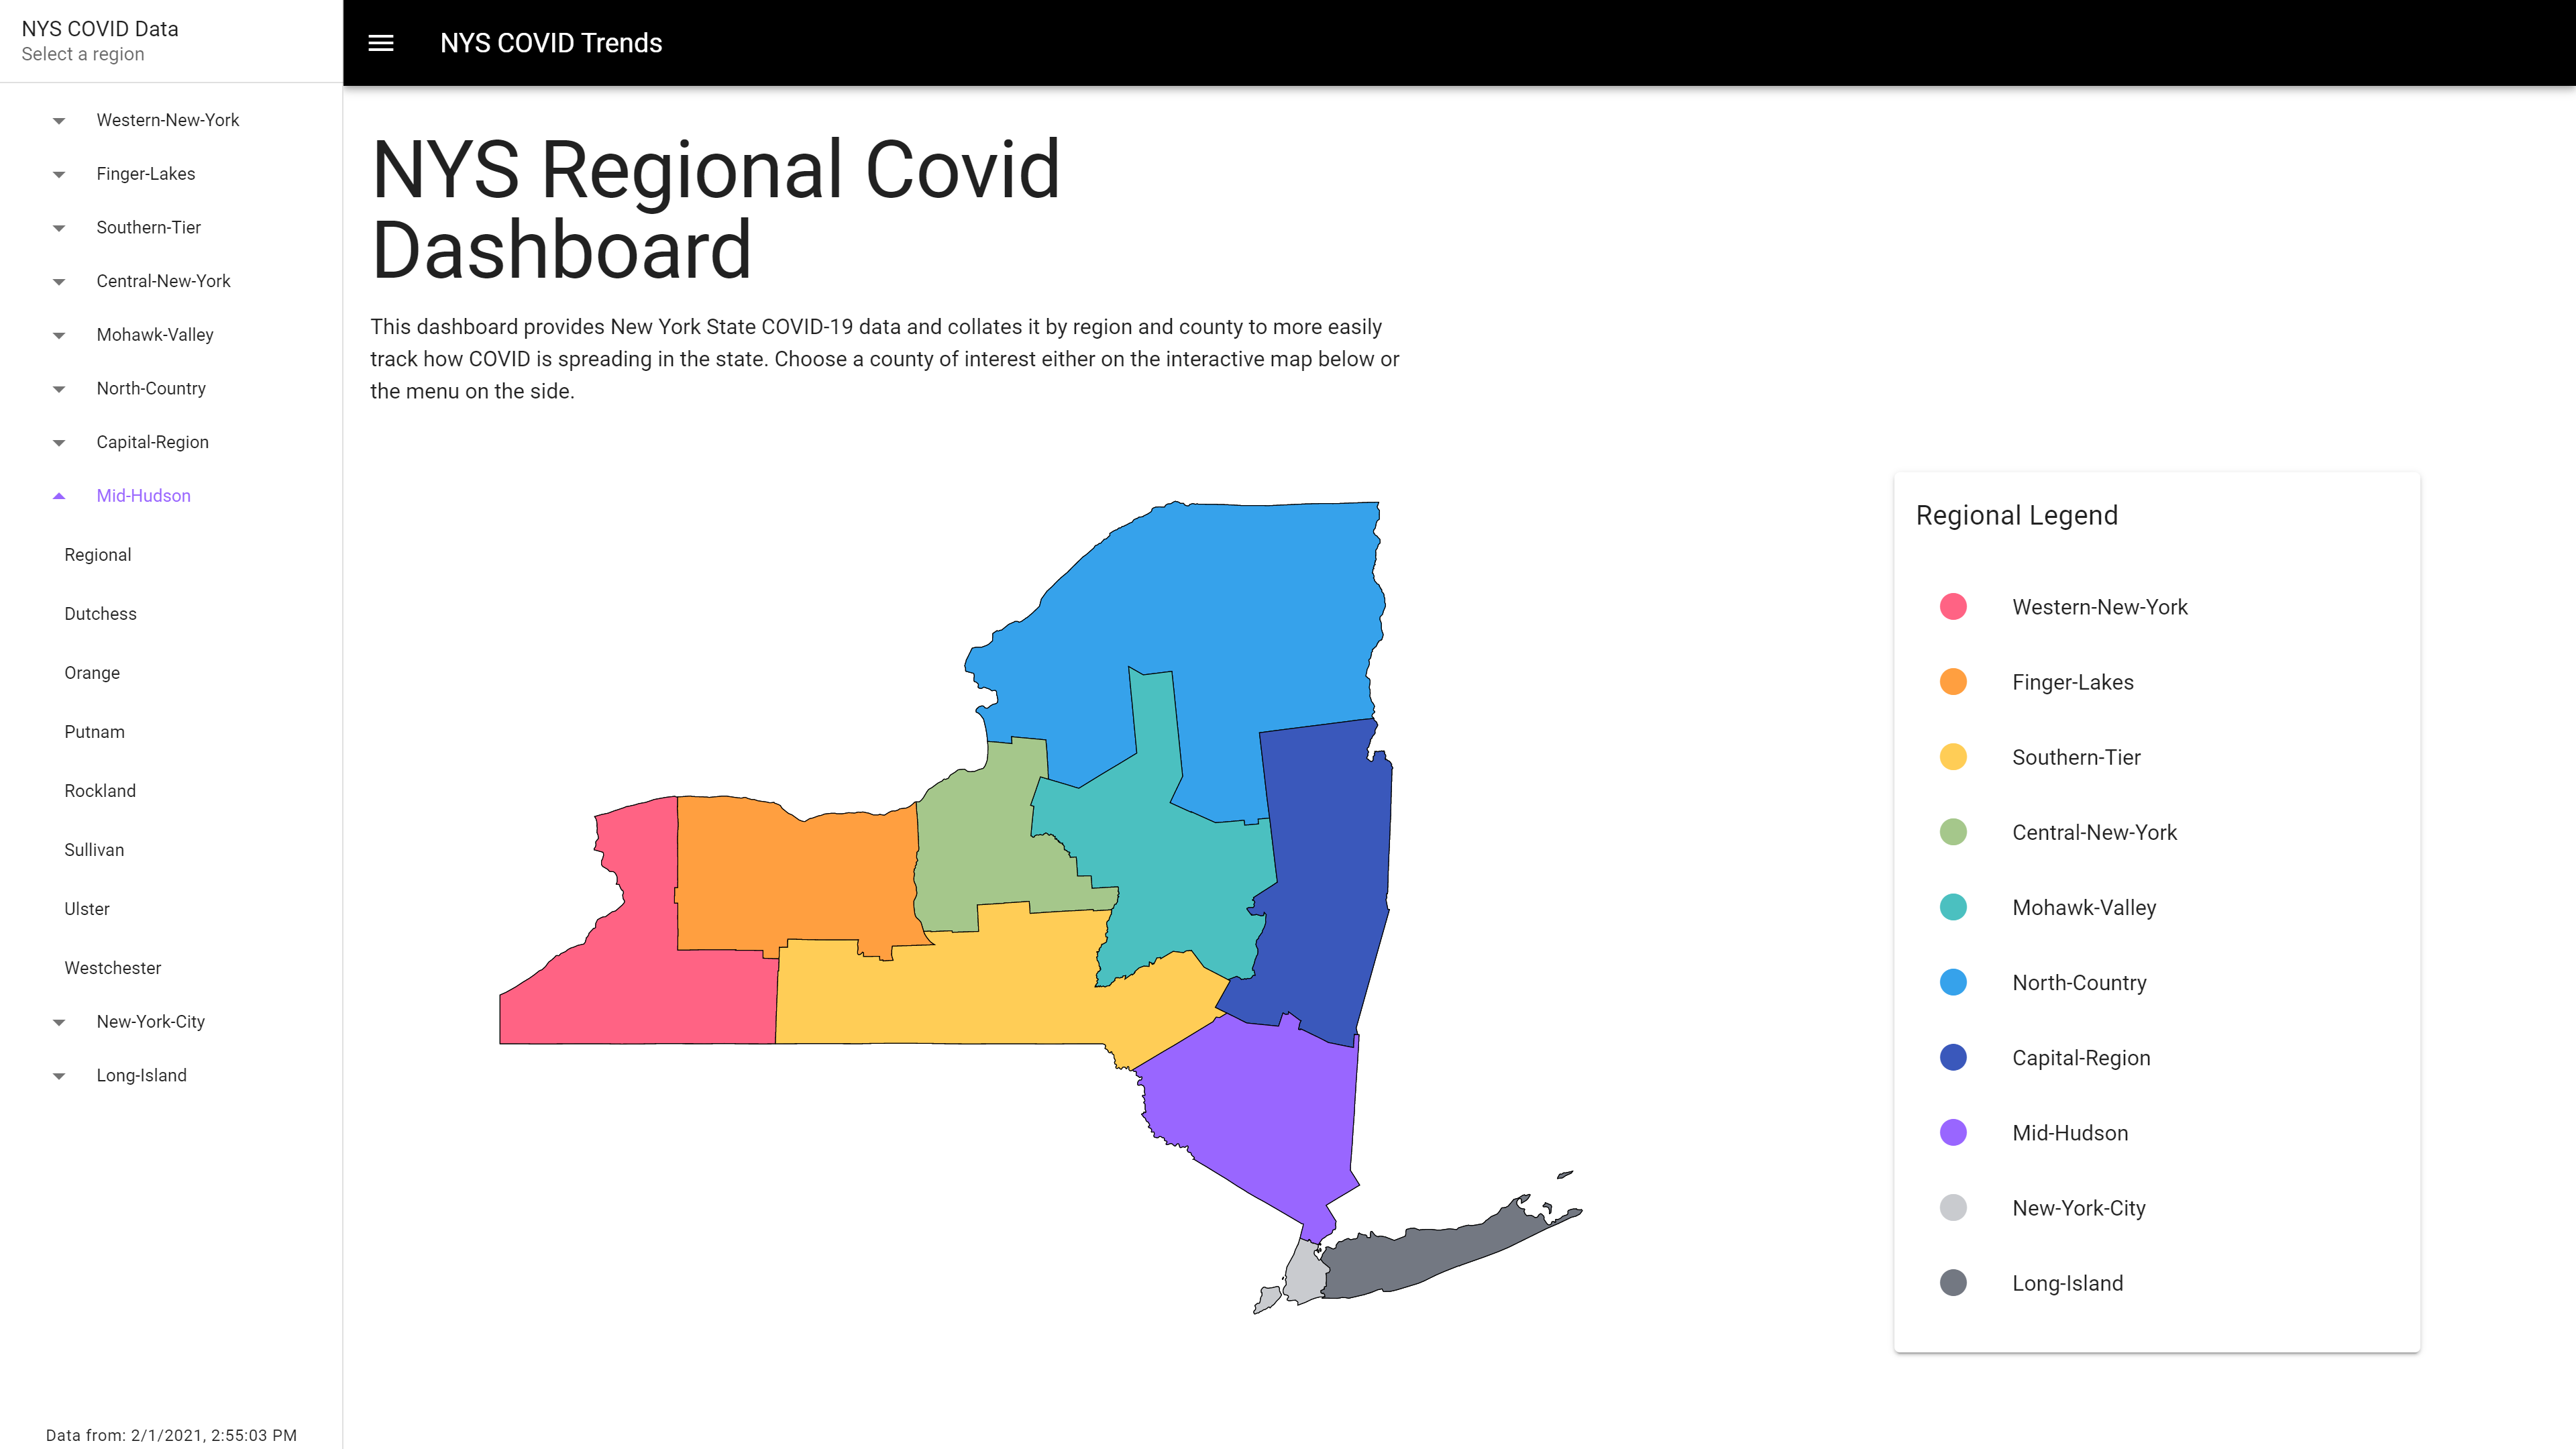 NYS COVID Data
Select a region
Western-New-York
Finger-Lakes
Southern-Tier
Central-New-York
Mohawk-Valley
North-Country
Capital-Region
Mid-Hudson
Regional
Dutchess
Orange
Putnam
Rockland
Sullivan
Ulster
Westchester
New-York-City
Long-Island
Data from: 2/1/2021, 2:55:03 PM
NYS COVID Trends
NYS Regional Covid
Dashboard
This dashboard provides New York State COVID-19 data and collates it by region and county to more easily
track how COVID is spreading in the state. Choose a county of interest either on the interactive map below or
the menu on the side.
Regional Legend
Western-New-York
Finger-Lakes
Southern-Tier
Central-New-York
Mohawk-Valley
North-Country
Capital-Region
Mid-Hudson
New-York-City
Long-Island